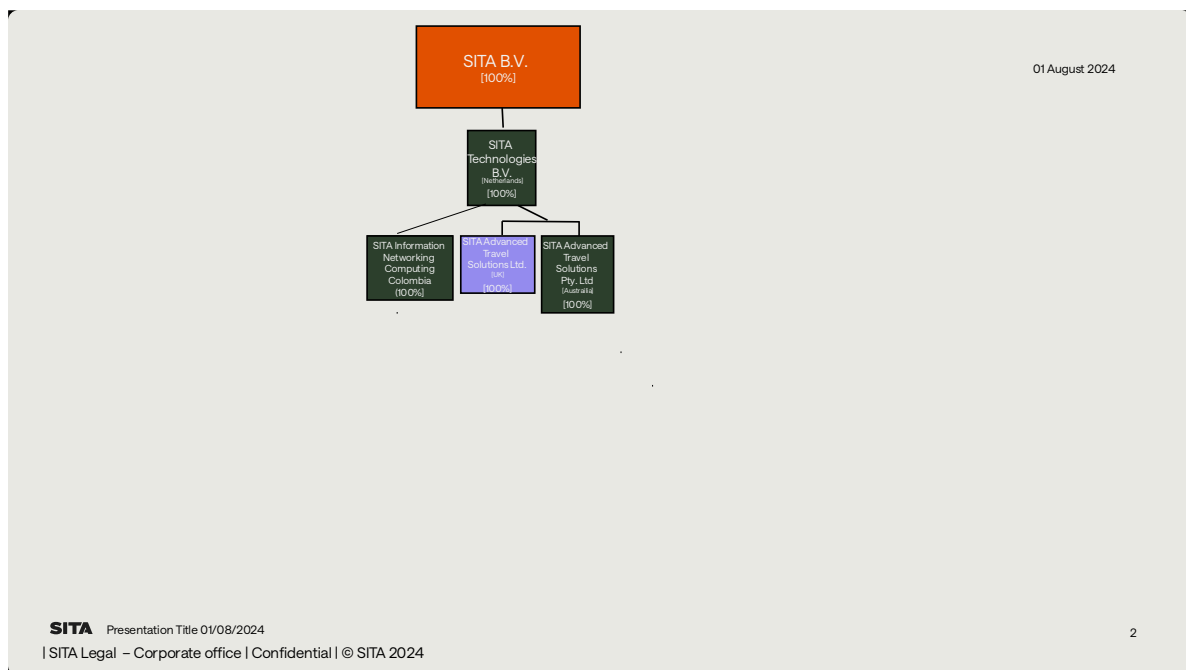 SITA B.V.
[100%]
01 August 2024
SITA
Technologies
B.V.
[Netherlands]
[100%]
SITA Information
Networking
Computing
Colombia
(100%]
SITA Advanced
Travel
Solutions Ltd.
[UK]
[100%]
SITA Advanced
Travel
Solutions
Pty. Ltd
[Austrailia]
[100%]
SITA Presentation Title 01/08/2024
2
| SITA Legal – Corporate office | Confidential | © SITA 2024